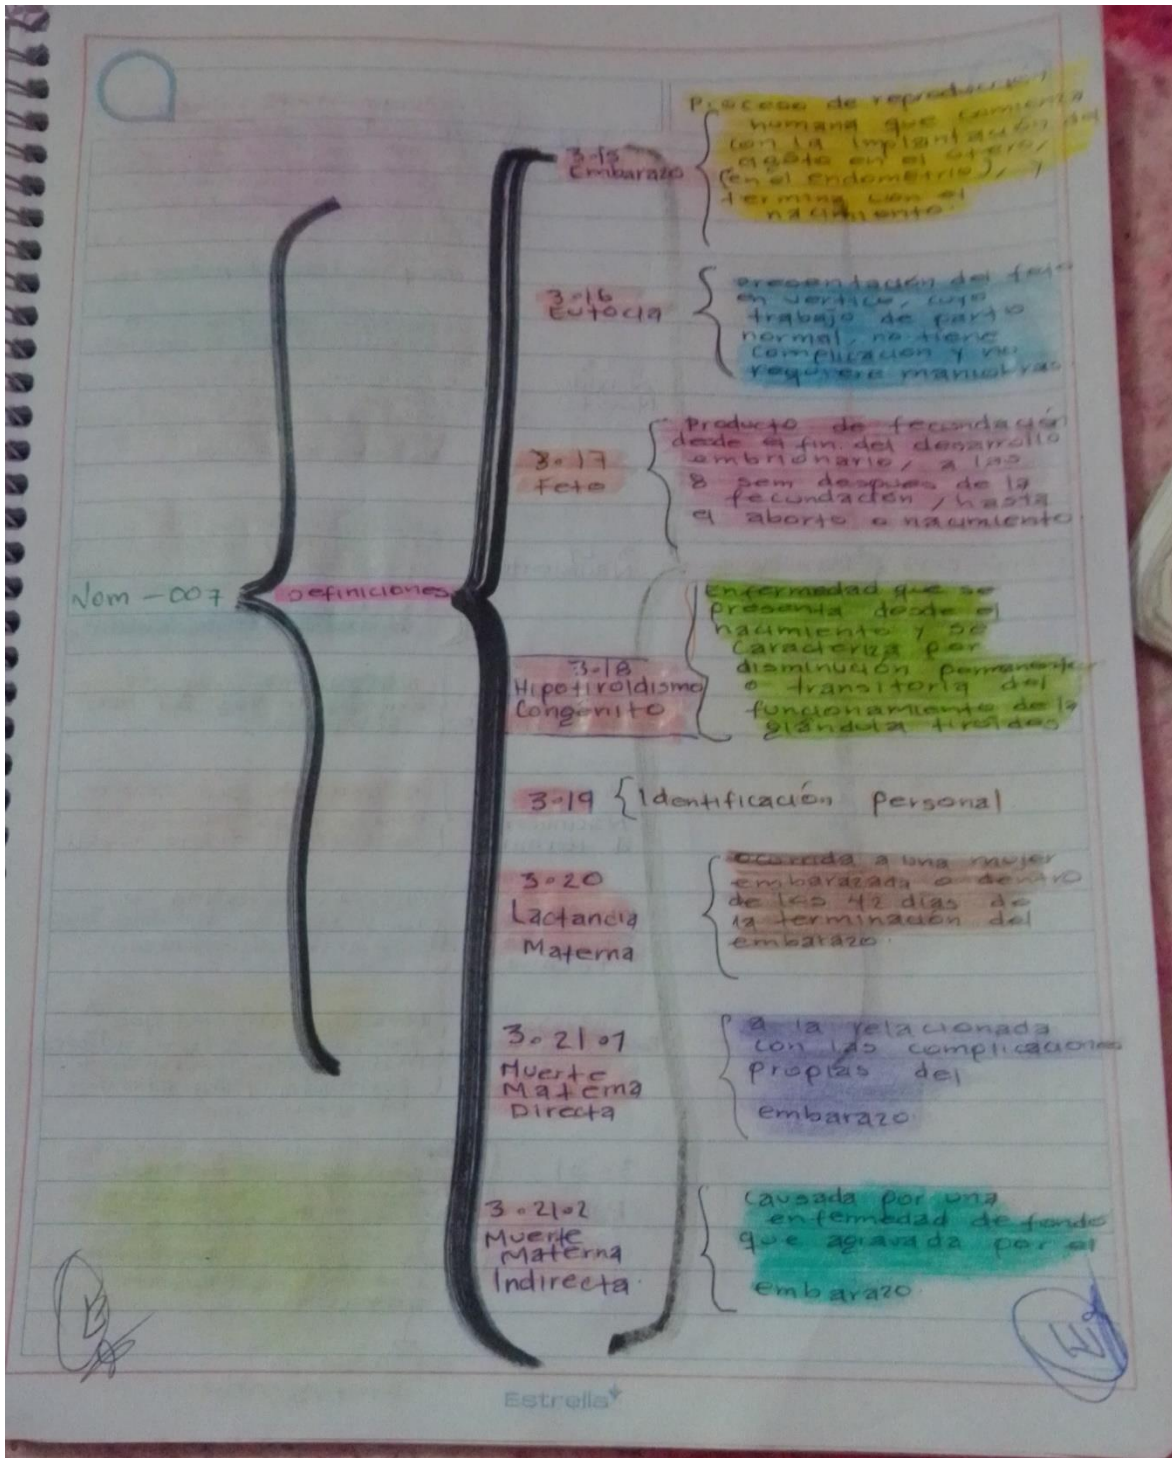 Nom-007
Definiciones
3.15
Embarazo
Proceso de reproducción
humana que comienza
con la implantación del
en el útero,
(en el endometrio), y
termina con el
nacimiento.
3.16
Eutocia
presentación del feto
en vertice, cuyo
trabajo de parto
normal, no tiene
complicacion y no
requiere maniobras
3.17
Feto
Producto de fecundación
desde el fin. del desarrollo
embrionario, a las
8 sem despues de la
fecundación, hasta
el aborto o nacimiento
3.18
Hipotiroidismo
Congénito
Enfermedad que se
presenta desde el
nacimiento y se
caracteriza por
disminución permanente
o transitoria del
funcionamiento de la
glándula tiroides
3.19
Identificación personal
3.20
Lactancia
Materna
ocurrida a una mujer
embarazada o dentro
de los 42 días de
la terminación del
embarazo.
3.21.1
Muerte
Materna
Directa
a la relacionada
con las complicaciones
propias del
embarazo
3.21.2
Muerte
Materna
Indirecta.
causada por una
enfermedad de fondo
que agravada por el
embarazo
Estrella